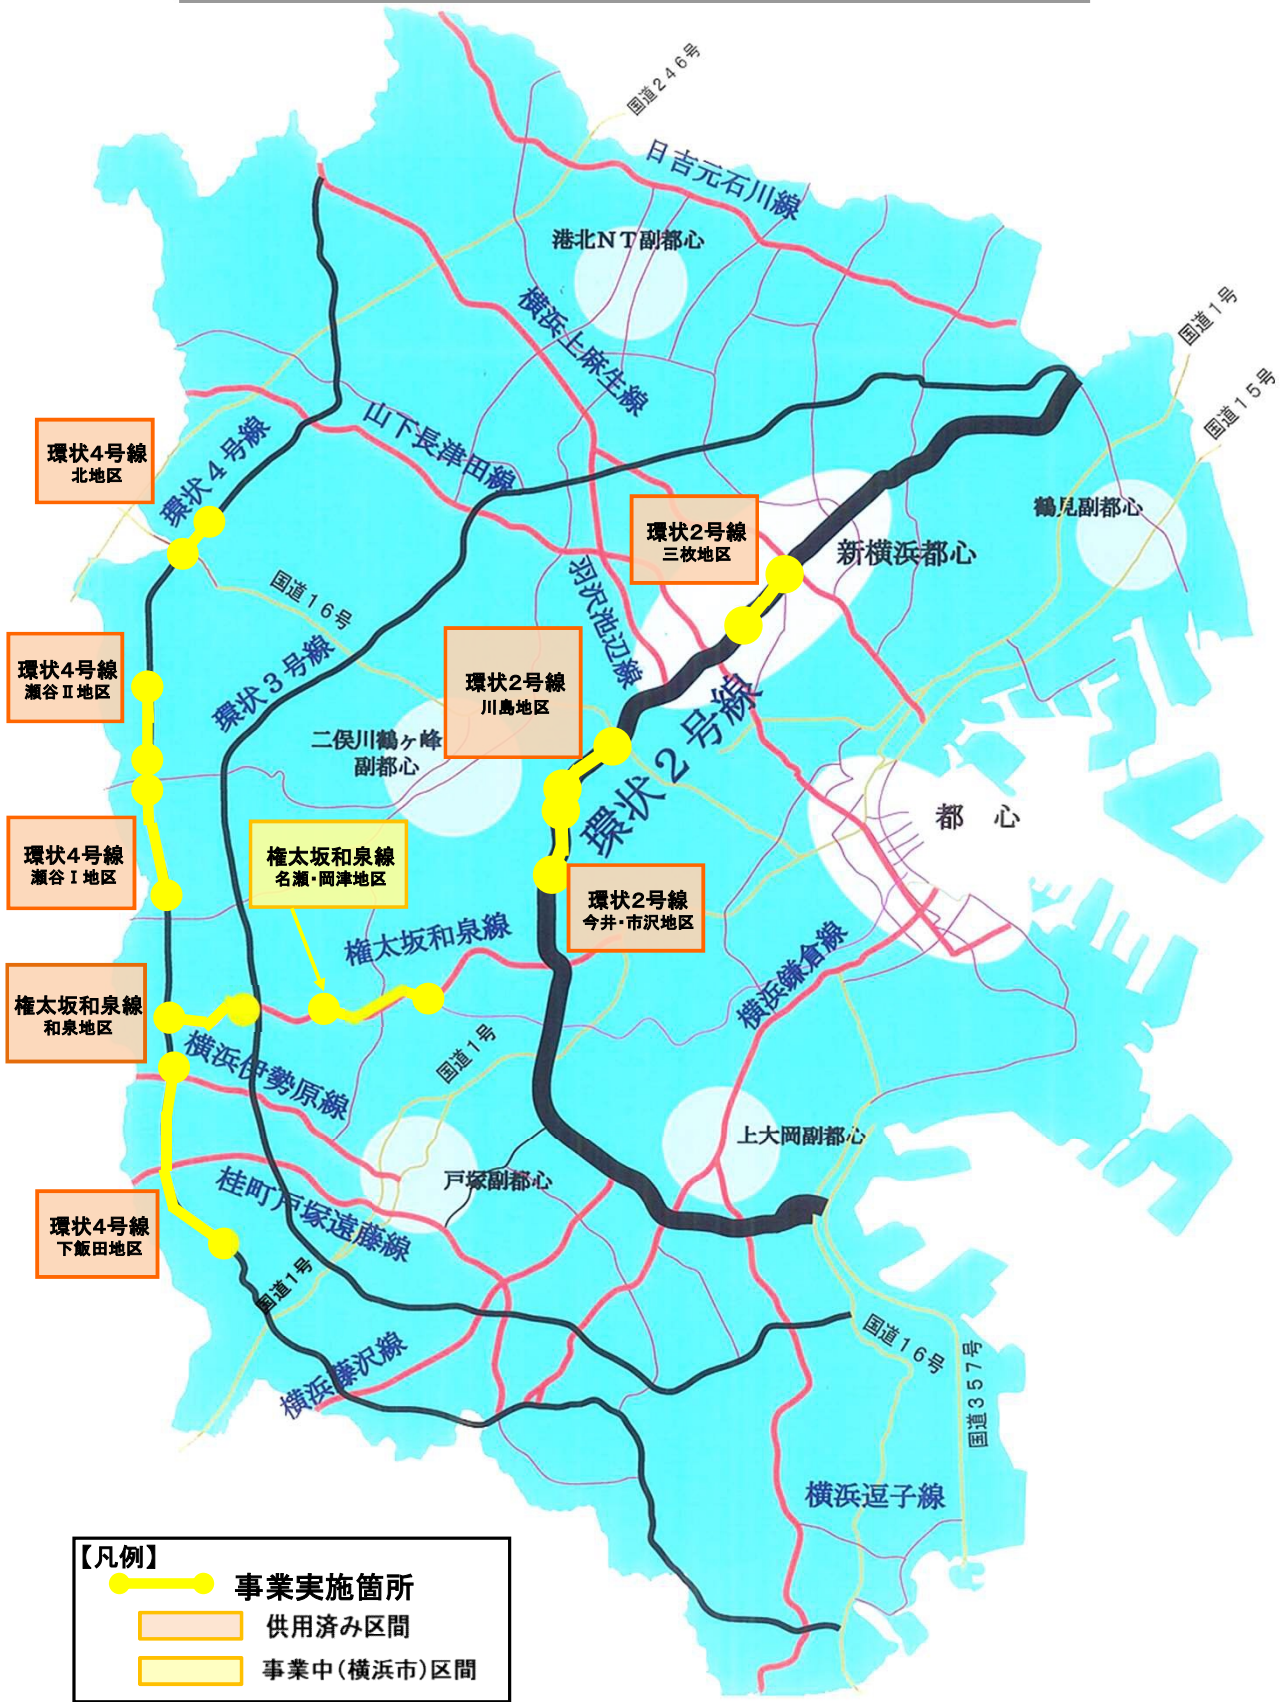 国道246号
日吉元石川線
港北NT副都心
横浜上麻生線
国道1号
国道15号
環状4号線
北地区
環状4号線
山下長津田線
環状2号線
三枚地区
鶴見副都心
新横浜都心
国道16号
羽沢池辺線
環状4号線
瀬谷Ⅱ地区
環状3号線
環状2号線
川島地区
二俣川鶴ヶ峰
副都心
環状2号線
都 心
環状4号線
瀬谷Ⅰ地区
権太坂和泉線
名瀬・岡津地区
環状2号線
今井・市沢地区
権太坂和泉線
横浜鎌倉線
権太坂和泉線
和泉地区
横浜伊勢原線
国道1号
上大岡副都心
戸塚副都心
桂町戸塚遠藤線
環状4号線
下飯田地区
国道1号
横浜藤沢線
国道16号
国道357号
横浜逗子線
【凡例】
事業実施箇所
供用済み区間
事業中(横浜市)区間